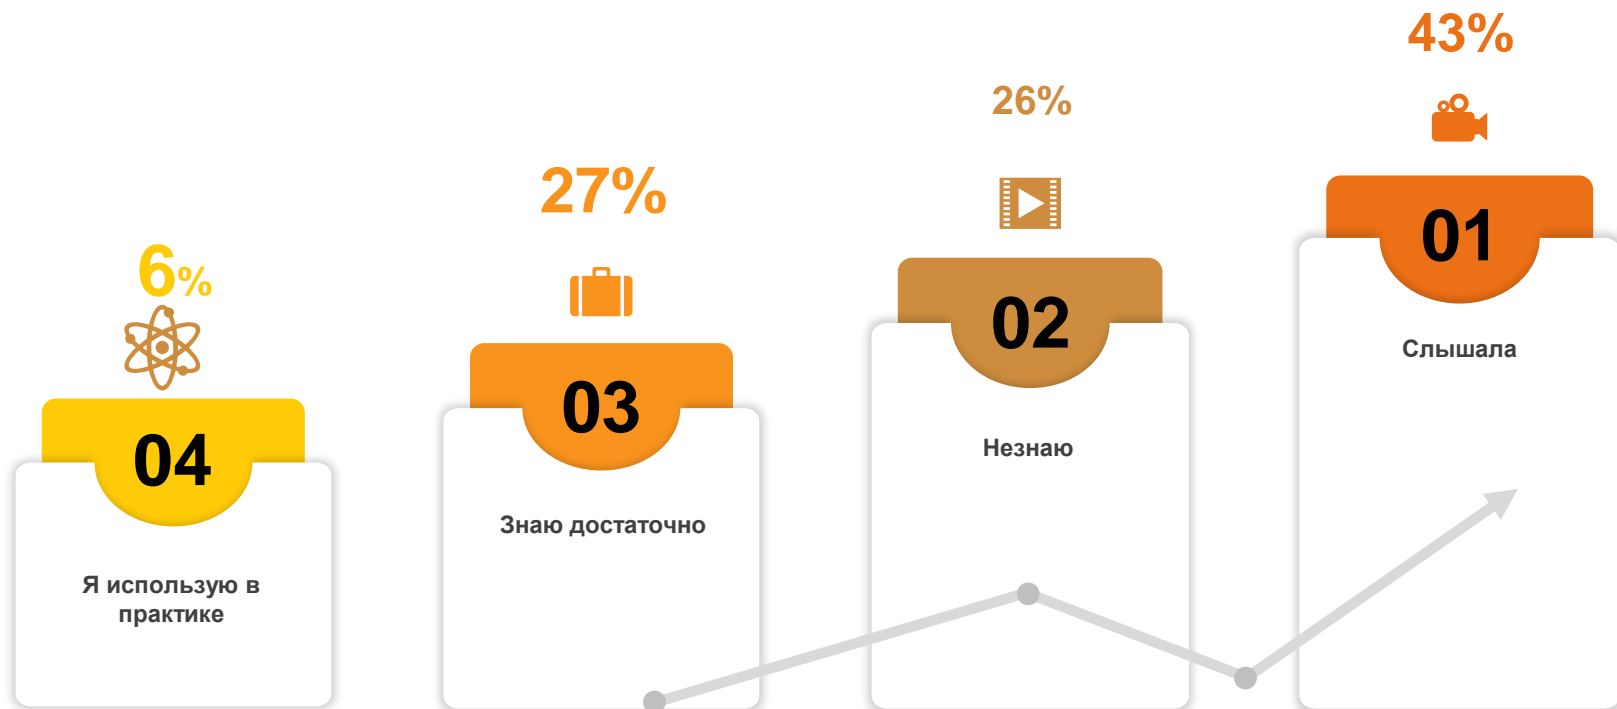 6%
04
Я использую в
практике
27%
03
Знаю достаточно
26%
02
Незнаю
43%
01
Слышала